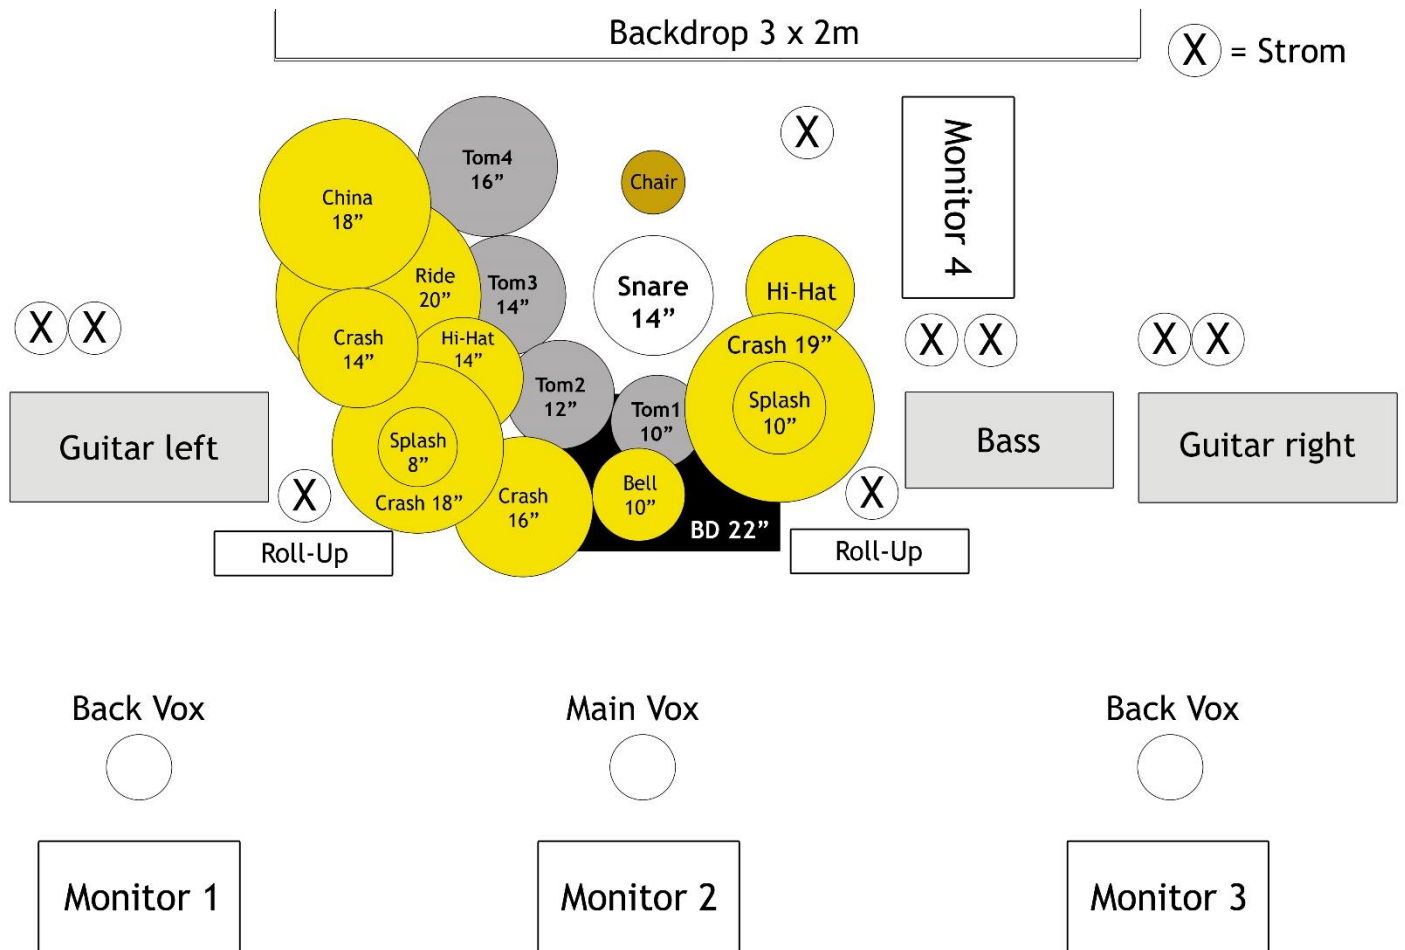 Backdrop 3 x 2m
X = Strom
X
Monitor 4
Tom4
16”
Chair
China
18”
Ride
20”
Tom3
14”
Snare
14”
Hi-Hat
X X
Crash
14”
Hi-Hat
14”
Crash 19”
X X
X X
Tom2
12”
Tom1
10”
Splash
10”
Guitar left
Splash
8”
Crash 18”
Bass
Guitar right
X
Crash
16”
Bell
10”
BD 22”
X
Roll-Up
Roll-Up
Back Vox
Main Vox
Back Vox
Monitor 1
Monitor 2
Monitor 3